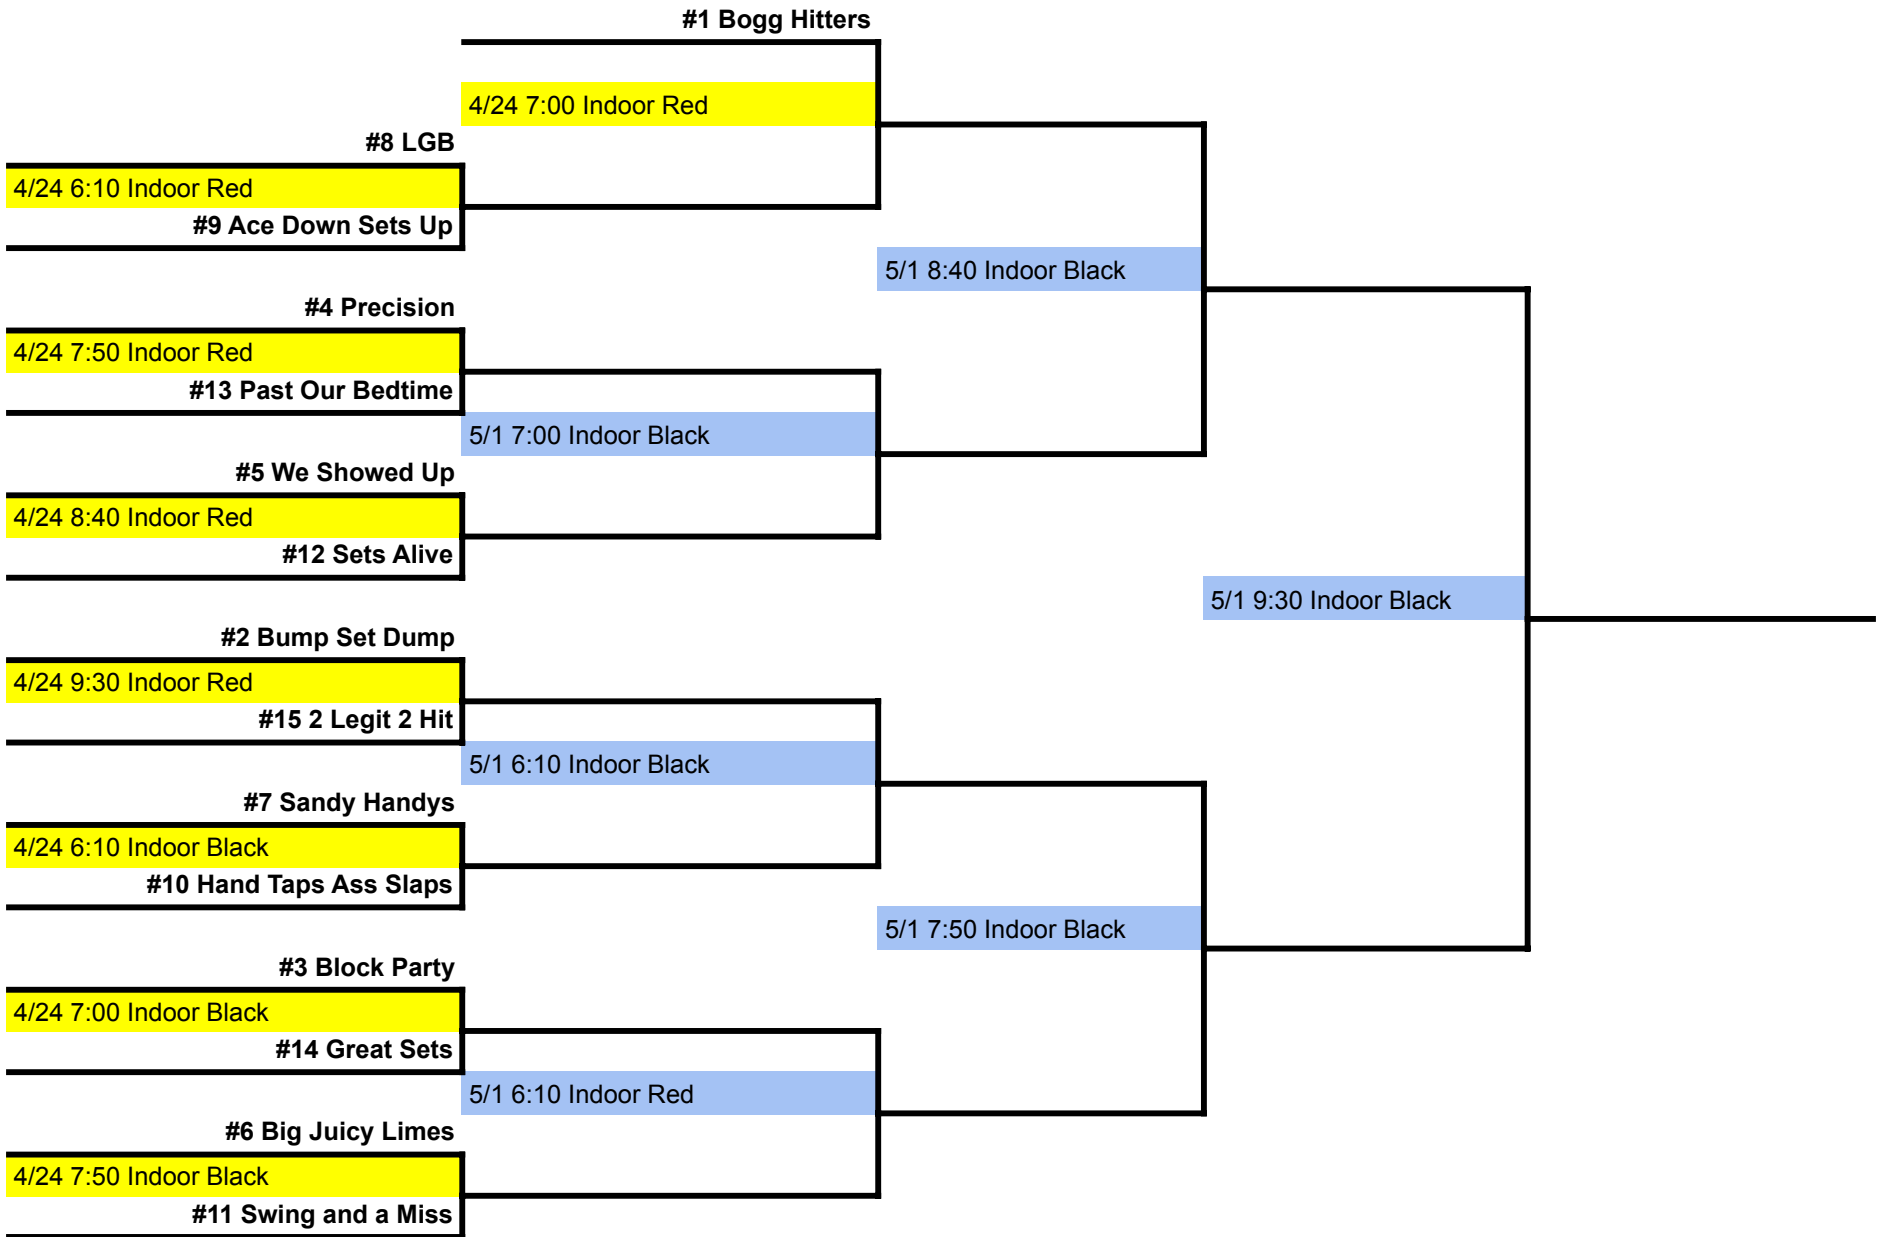 #1 Bogg Hitters
4/24 7:00 Indoor Red
#8 LGB
4/24 6:10 Indoor Red
#9 Ace Down Sets Up
5/1 8:40 Indoor Black
#4 Precision
4/24 7:50 Indoor Red
#13 Past Our Bedtime
5/1 7:00 Indoor Black
#5 We Showed Up
4/24 8:40 Indoor Red
#12 Sets Alive
5/1 9:30 Indoor Black
#2 Bump Set Dump
4/24 9:30 Indoor Red
#15 2 Legit 2 Hit
5/1 6:10 Indoor Black
#7 Sandy Handys
4/24 6:10 Indoor Black
#10 Hand Taps Ass Slaps
5/1 7:50 Indoor Black
#3 Block Party
4/24 7:00 Indoor Black
#14 Great Sets
5/1 6:10 Indoor Red
#6 Big Juicy Limes
4/24 7:50 Indoor Black
#11 Swing and a Miss